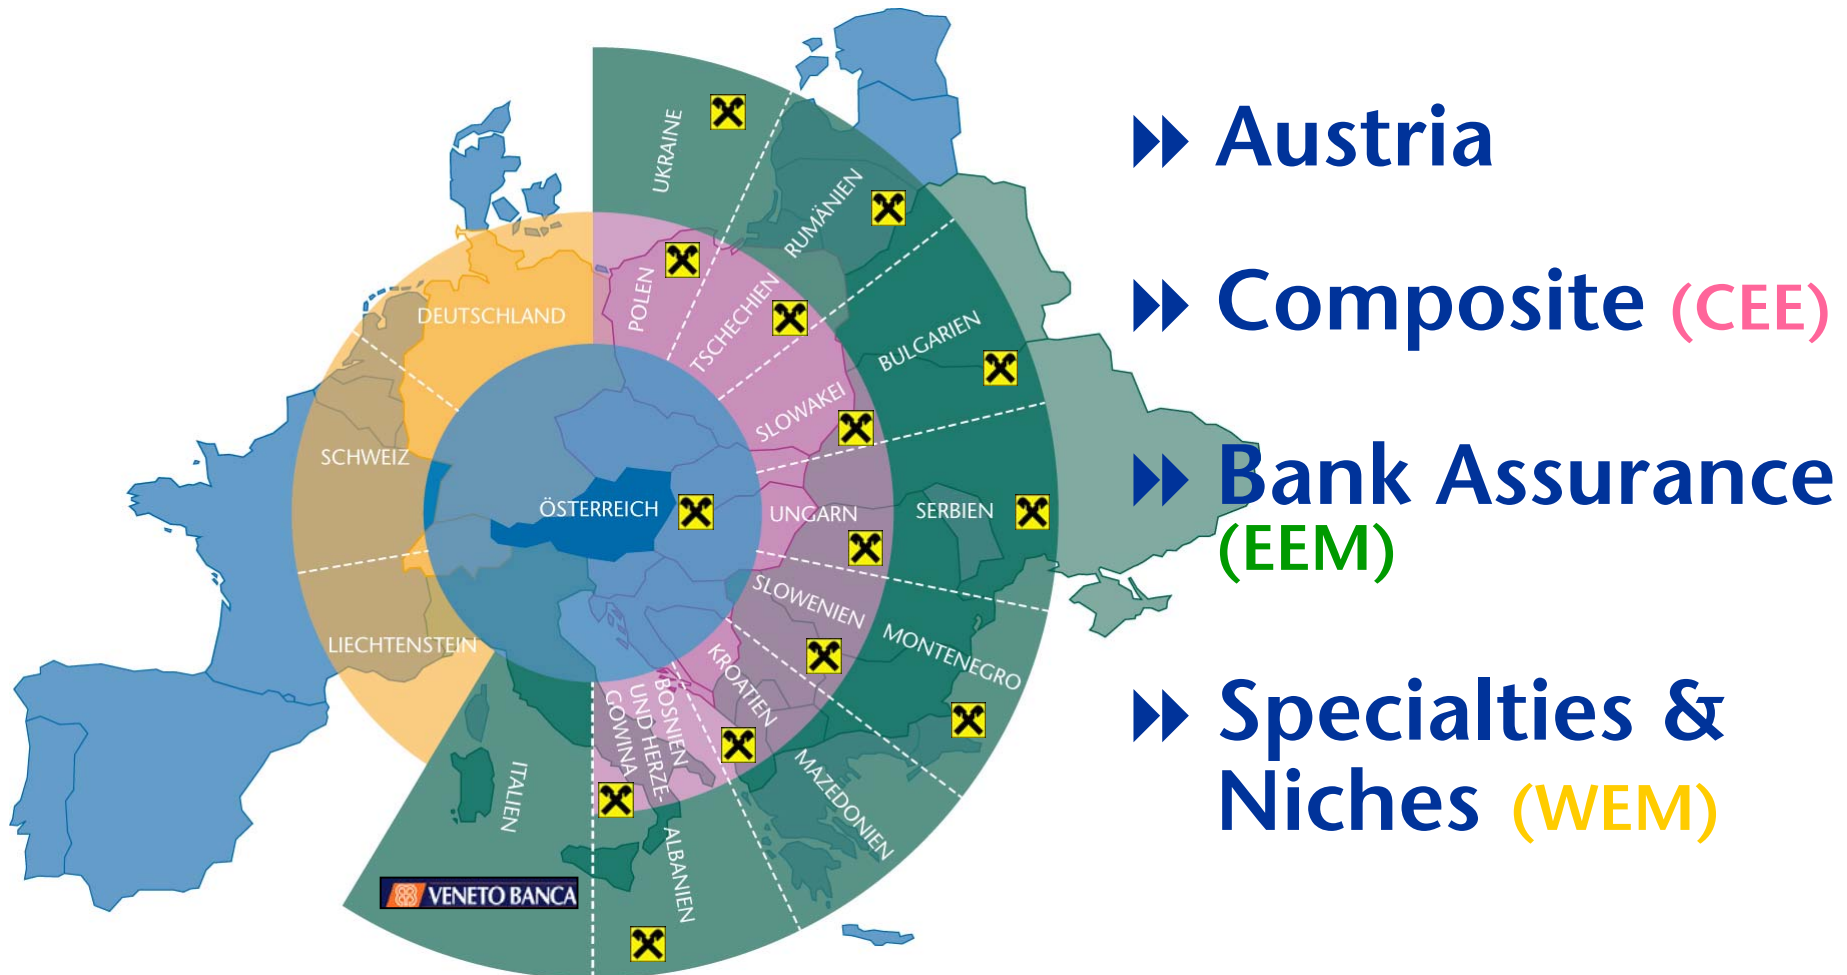 UKRAINE
RUMÄNIEN
BULGARIEN
SERBIEN
MONTENEGRO
MAZEDONIEN
ALBANIEN
ITALIEN
VENETO BANCA
POLEN
TSCHECHIEN
SLOWAKEI
UNGARN
SLOWENIEN
KROATIEN
BOSNIEN
UND HERZE-
GOWINA
DEUTSCHLAND
SCHWEIZ
LIECHTENSTEIN
ÖSTERREICH
Austria
Composite (CEE)
Bank Assurance
(EEM)
Specialties &
Niches (WEM)